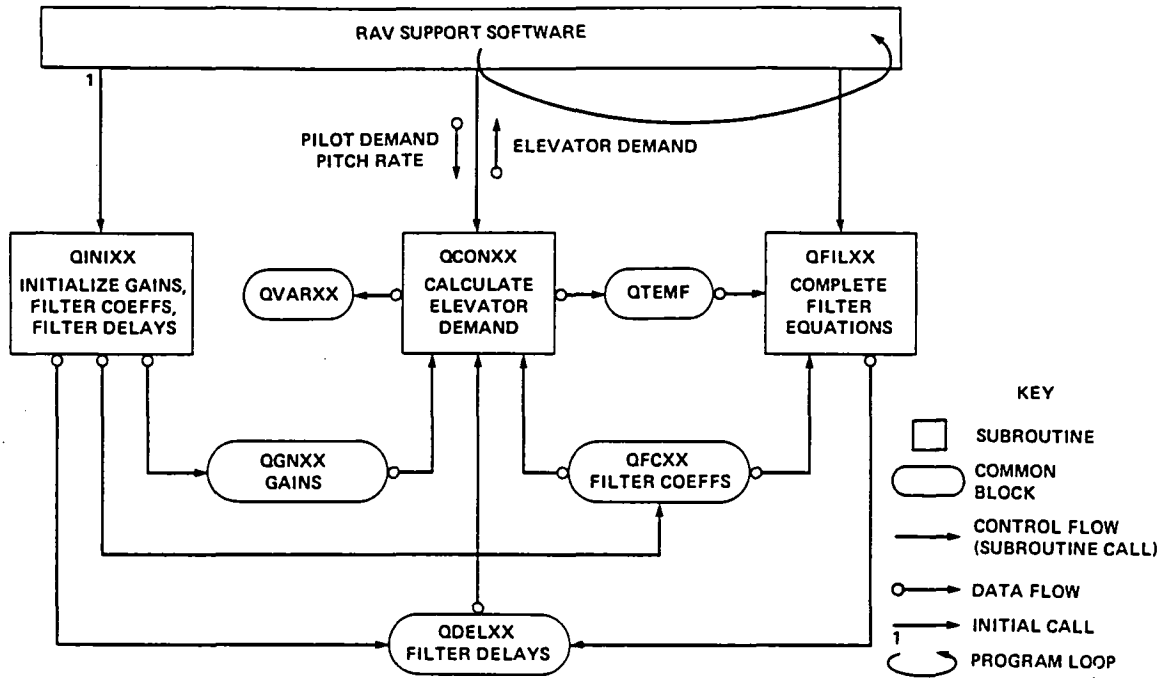 RAV SUPPORT SOFTWARE
1
PILOT DEMAND
PITCH RATE
ELEVATOR DEMAND
QINIXX
INITIALIZE GAINS,
FILTER COEFFS,
FILTER DELAYS
QVARXX
QCONXX
CALCULATE
ELEVATOR
DEMAND
QTEMF
QFILXX
COMPLETE
FILTER
EQUATIONS
QGNXX
GAINS
QFCXX
FILTER COEFFS
QDELXX
FILTER DELAYS
KEY
SUBROUTINE
COMMON
BLOCK
CONTROL FLOW
(SUBROUTINE CALL)
DATA FLOW
INITIAL CALL
1
PROGRAM LOOP